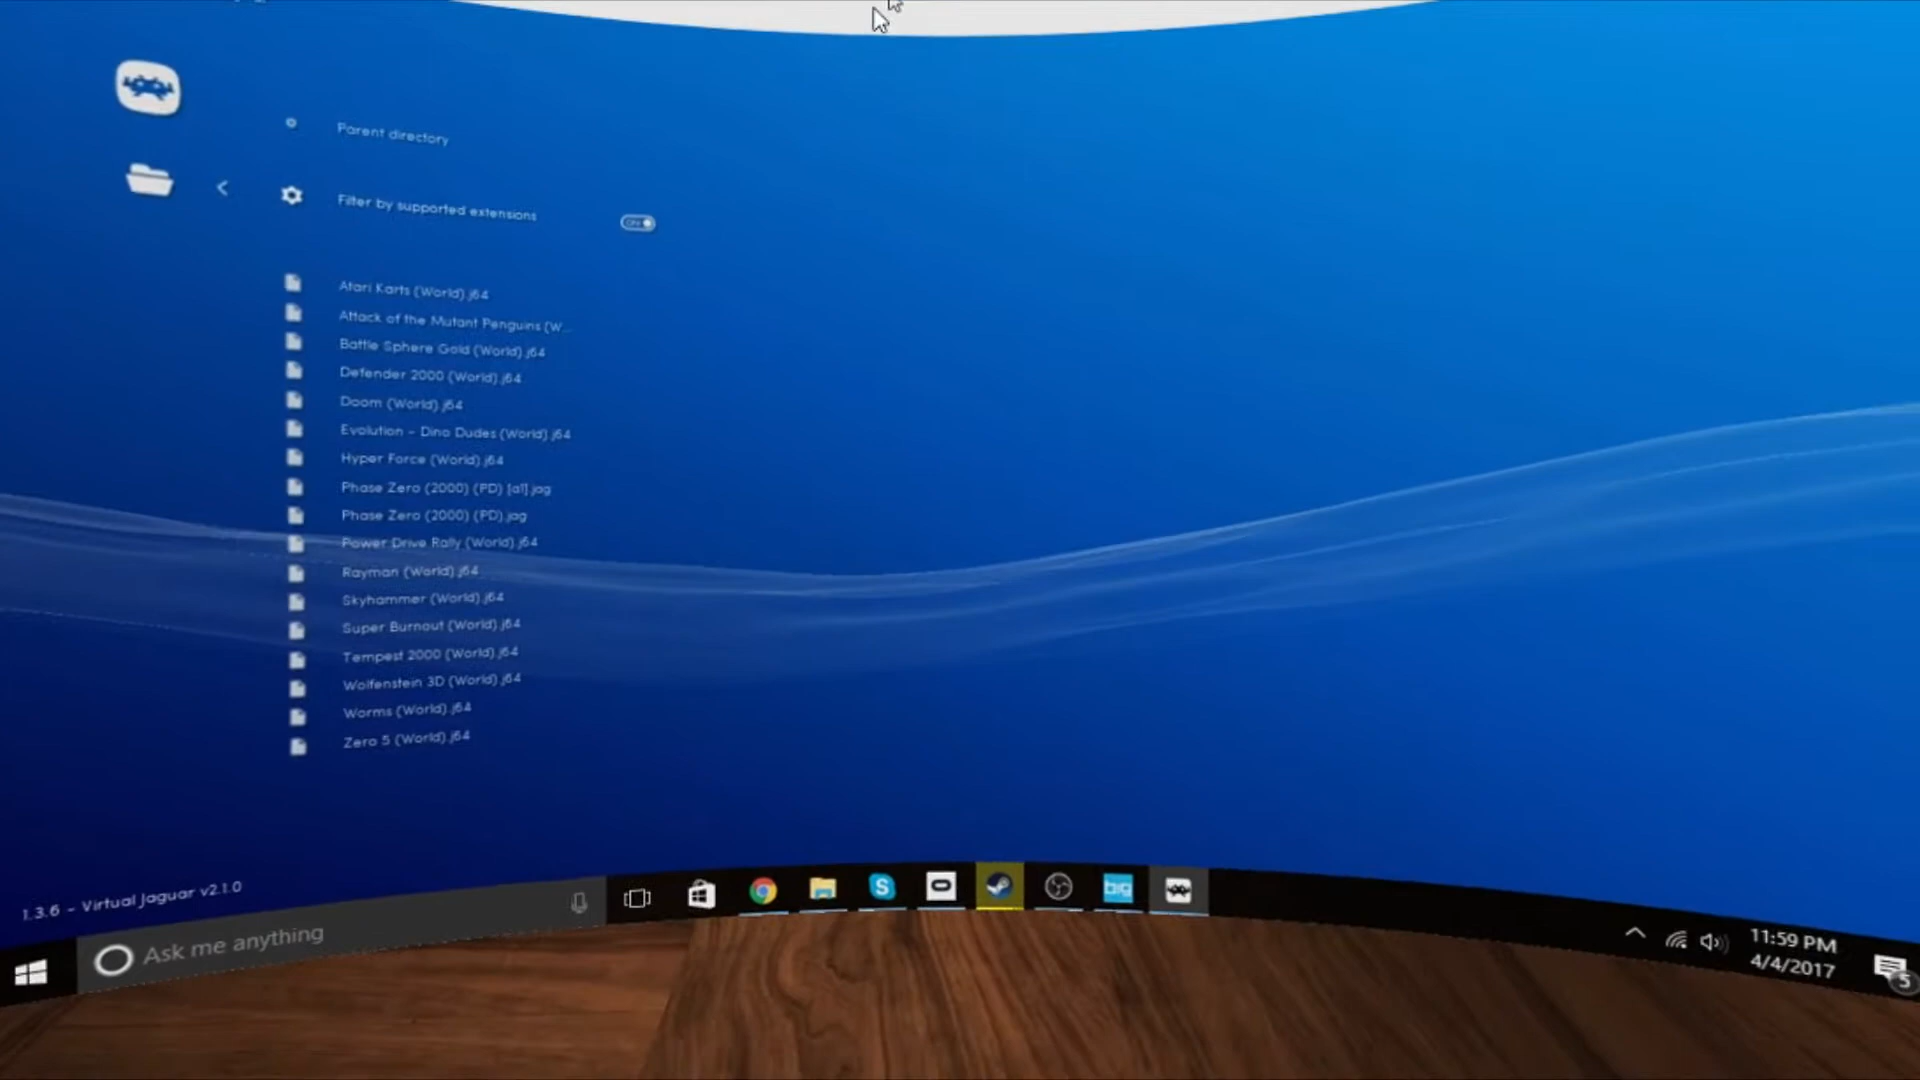 Parent directory
Filter by supported extensions
ON
Atari Karts (World).j64
Attack of the Mutant Penguins (W...
Battle Sphere Gold (World).j64
Defender 2000 (World).j64
Doom (World).j64
Evolution - Dino Dudes (World).j64
Hyper Force (World).j64
Phase Zero (2000) (PD) [a1].jag
Phase Zero (2000) (PD).jag
Power Drive Rally (World).j64
Rayman (World).j64
Skyhammer (World).j64
Super Burnout (World).j64
Tempest 2000 (World).j64
Wolfenstein 3D (World).j64
Worms (World).j64
Zero 5 (World).j64
1.3.6 - Virtual Jaguar v2.1.0
Ask me anything
big
11:59 PM
4/4/2017
5